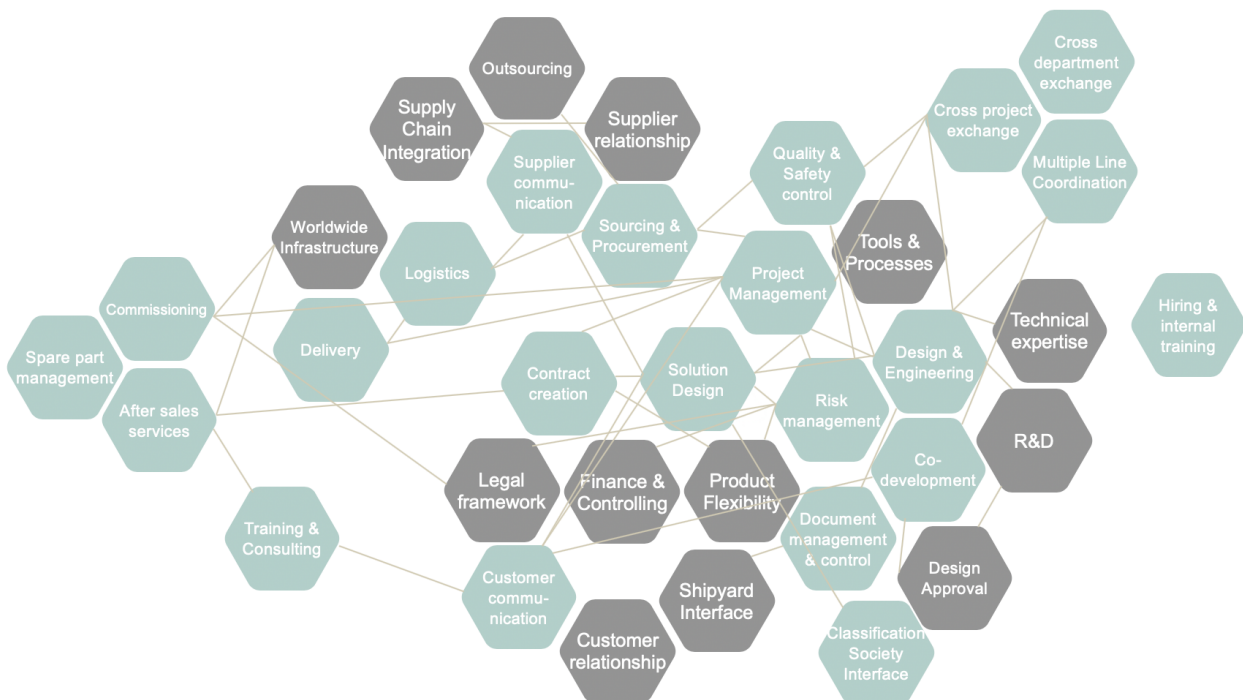 Cross
department
exchange
Outsourcing
Cross project
exchange
Supply
Chain
Integration
Supplier
relationship
Quality &
Safety
control
Multiple Line
Coordination
Supplier
commu-
nication
Worldwide
Infrastructure
Sourcing &
Procurement
Tools &
Processes
Logistics
Project
Management
Commissioning
Hiring &
internal
training
Technical
expertise
Delivery
Spare part
management
Contract
creation
Solution
Design
Design &
Engineering
After sales
services
Risk
management
R&D
Co-
development
Legal
framework
Finance &
Controlling
Product
Flexibility
Training &
Consulting
Document
management
& control
Design
Approval
Customer
commu-
nication
Shipyard
Interface
Customer
relationship
Classification
Society
Interface